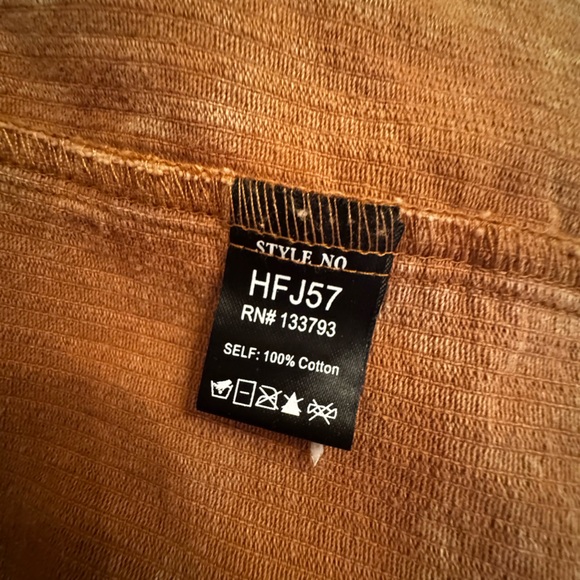 STYLE NO
HFJ57
RN# 133793
SELF: 100% Cotton